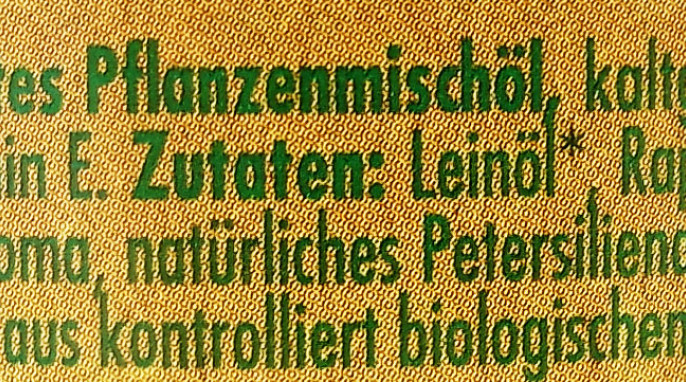 es Pflanzenmischöl, kalt
in E. Zutaten: Leinöl* Ra
oma, natürliches Petersilien
aus kontrolliert biologischen